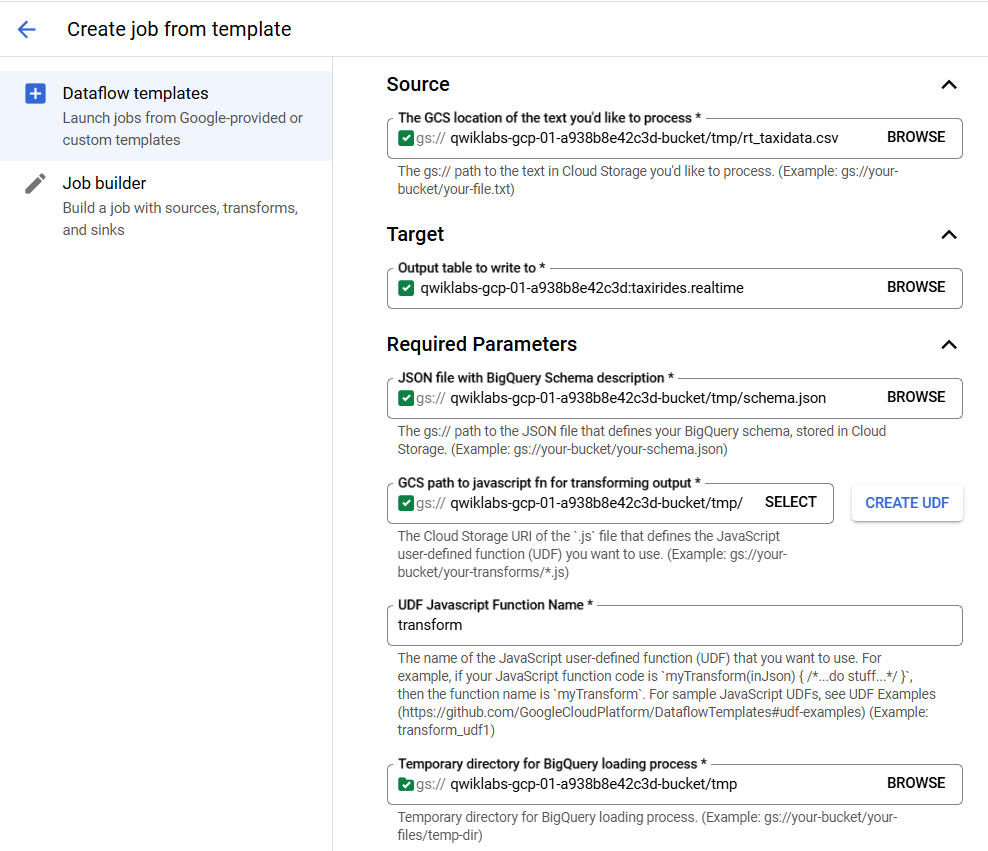 Create job from template
Dataflow templates
Launch jobs from Google-provided or
custom templates
Job builder
Build a job with sources, transforms,
and sinks
Source
The GCS location of the text you'd like to process *
gs:// qwiklabs-gcp-01-a938b8e42c3d-bucket/tmp/rt_taxidata.csv BROWSE
The gs:// path to the text in Cloud Storage you'd like to process. (Example: gs://your-
bucket/your-file.txt)
Target
Output table to write to *
qwiklabs-gcp-01-a938b8e42c3d:taxirides.realtime BROWSE
Required Parameters
JSON file with BigQuery Schema description *
gs:// qwiklabs-gcp-01-a938b8e42c3d-bucket/tmp/schema.json BROWSE
The gs:// path to the JSON file that defines your BigQuery schema, stored in Cloud
Storage. (Example: gs://your-bucket/your-schema.json)
GCS path to javascript fn for transforming output *
gs:// qwiklabs-gcp-01-a938b8e42c3d-bucket/tmp/ SELECT CREATE UDF
The Cloud Storage URI of the `.js` file that defines the JavaScript
user-defined function (UDF) you want to use. (Example: gs://your-
bucket/your-transforms/*.js)
UDF Javascript Function Name *
transform
The name of the JavaScript user-defined function (UDF) that you want to use. For
example, if your JavaScript function code is `myTransform(inJson) { /*...do stuff...*/ }`,
then the function name is `myTransform`. For sample JavaScript UDFs, see UDF Examples
(https://github.com/GoogleCloudPlatform/DataflowTemplates#udf-examples) (Example:
transform_udf1)
Temporary directory for BigQuery loading process *
gs:// qwiklabs-gcp-01-a938b8e42c3d-bucket/tmp BROWSE
Temporary directory for BigQuery loading process. (Example: gs://your-bucket/your-
files/temp-dir)